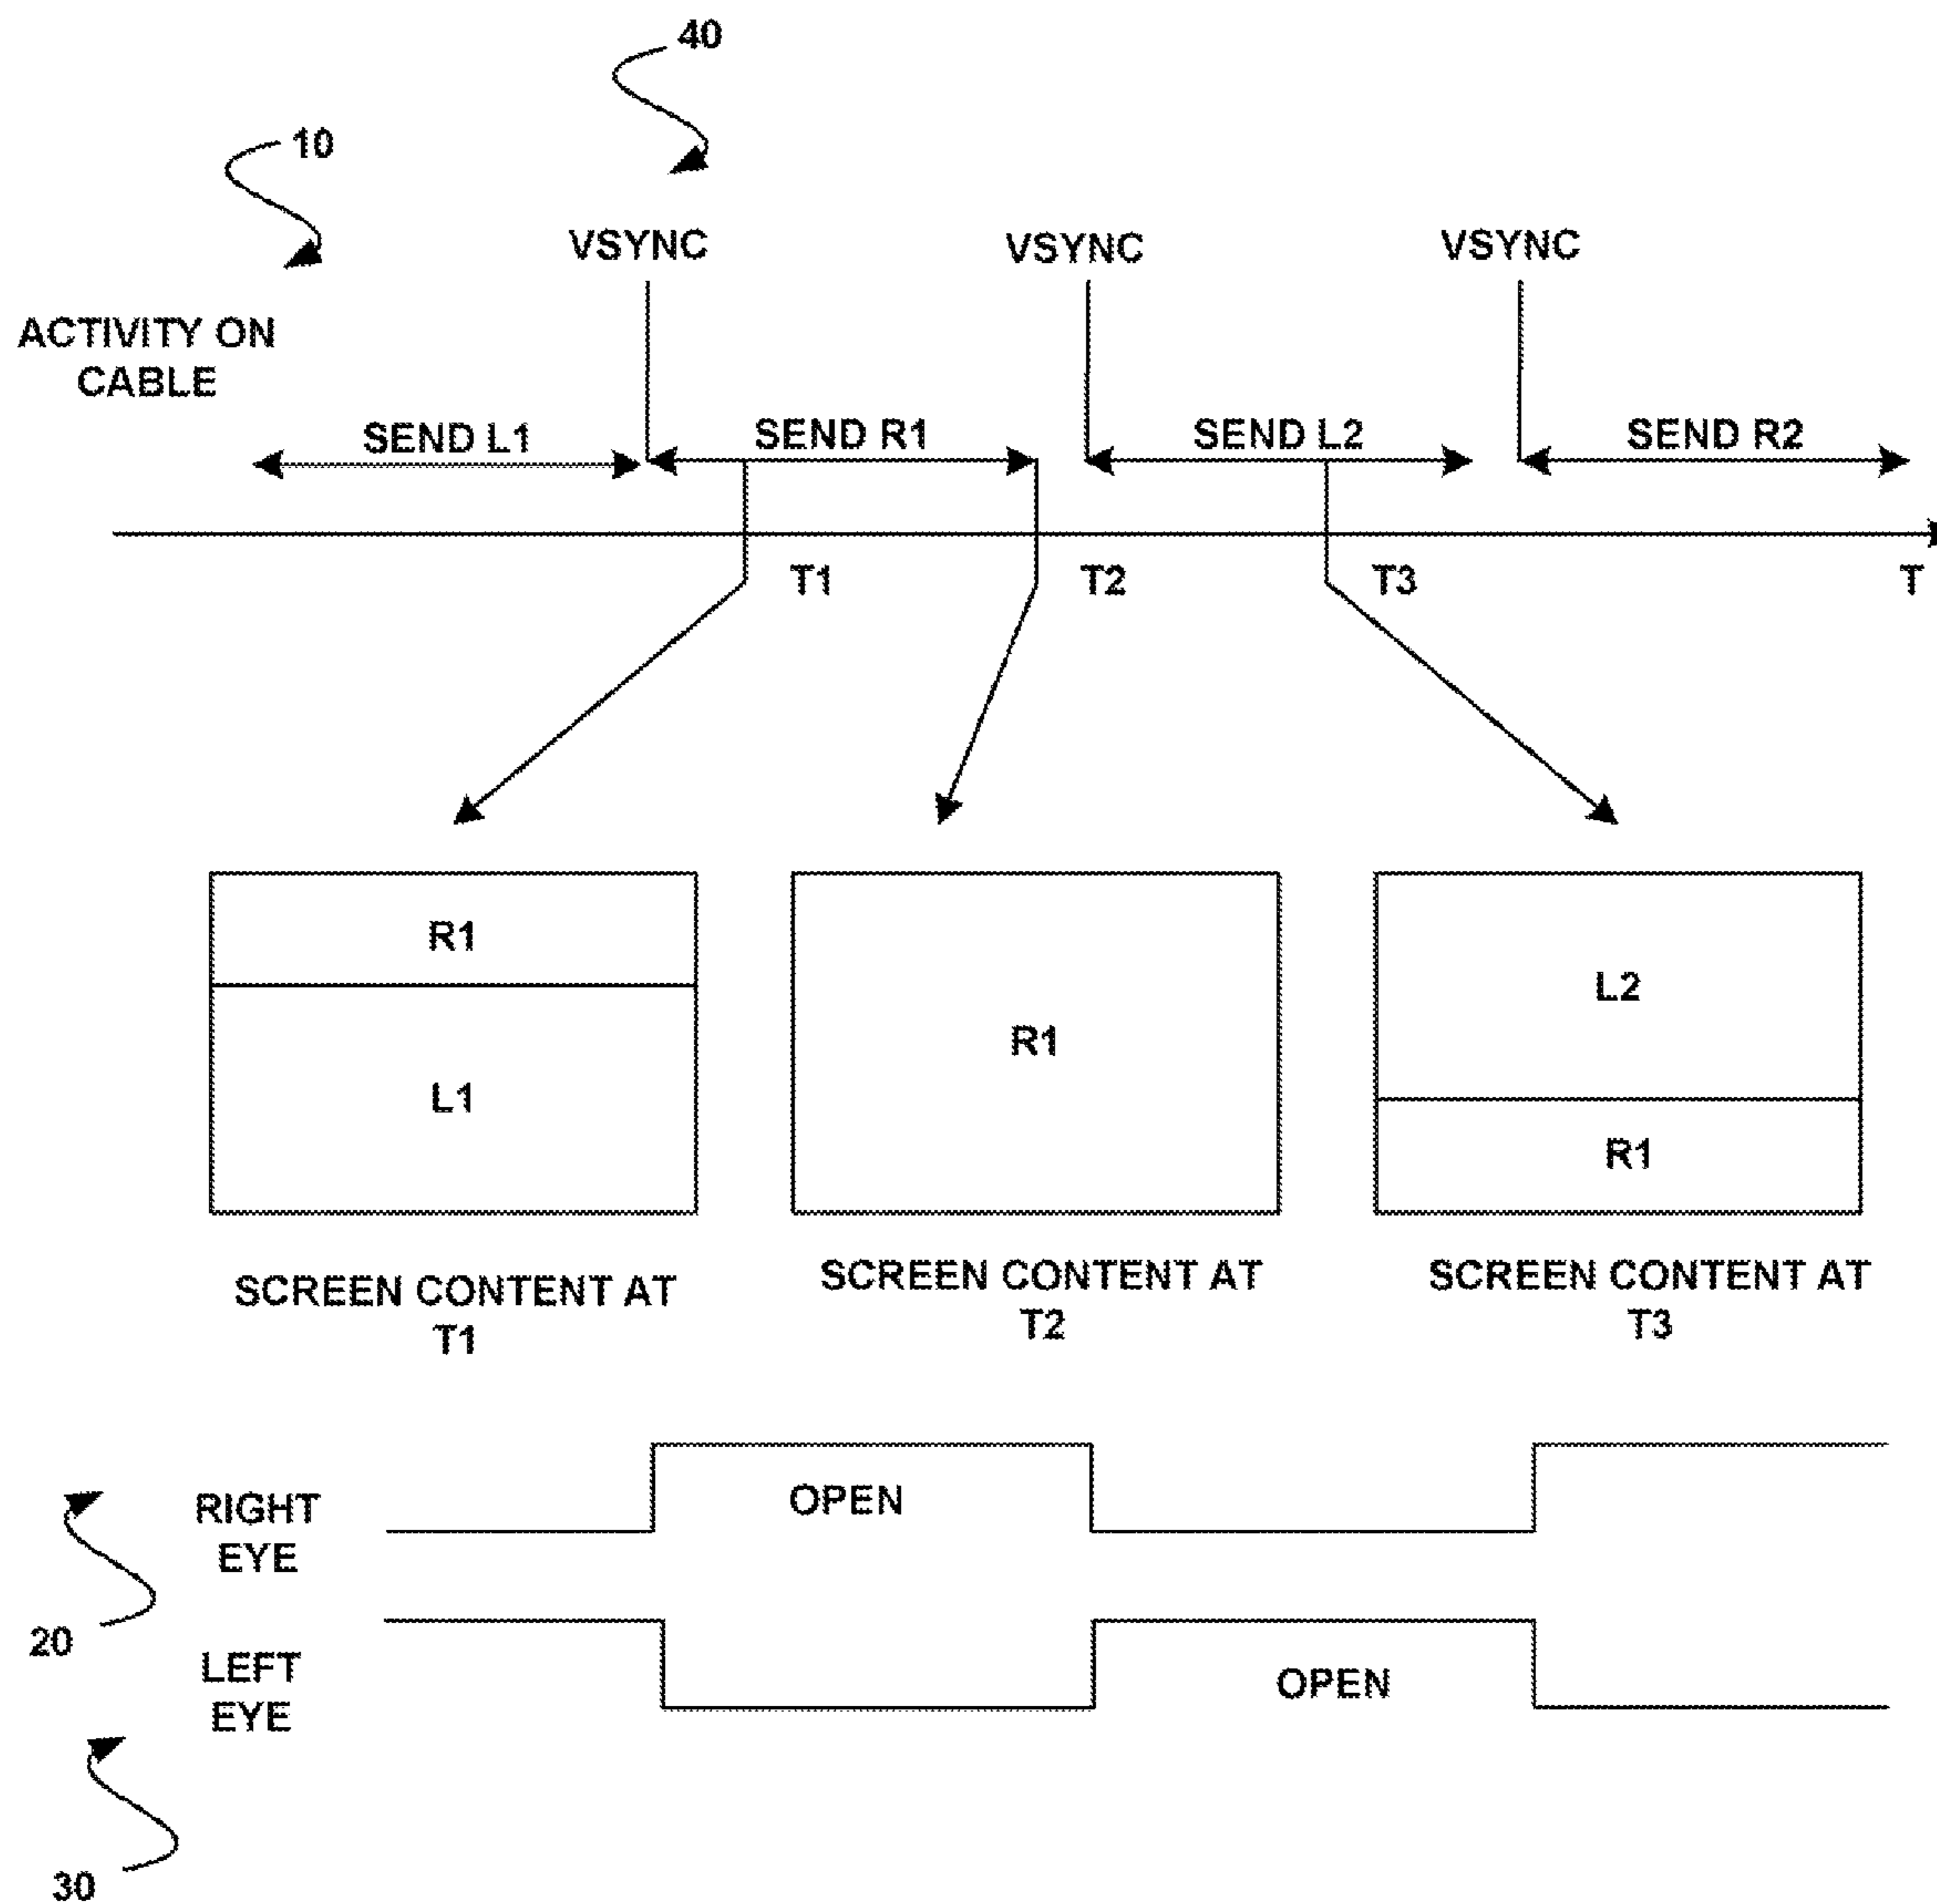 40
10
VSYNC VSYNC VSYNC
ACTIVITY ON
CABLE
SEND L1 SEND R1 SEND L2 SEND R2
T1 T2 T3 T
R1
L1
R1
L2
R1
SCREEN CONTENT AT
T1
SCREEN CONTENT AT
T2
SCREEN CONTENT AT
T3
RIGHT
EYE
OPEN
20
LEFT
EYE
OPEN
30